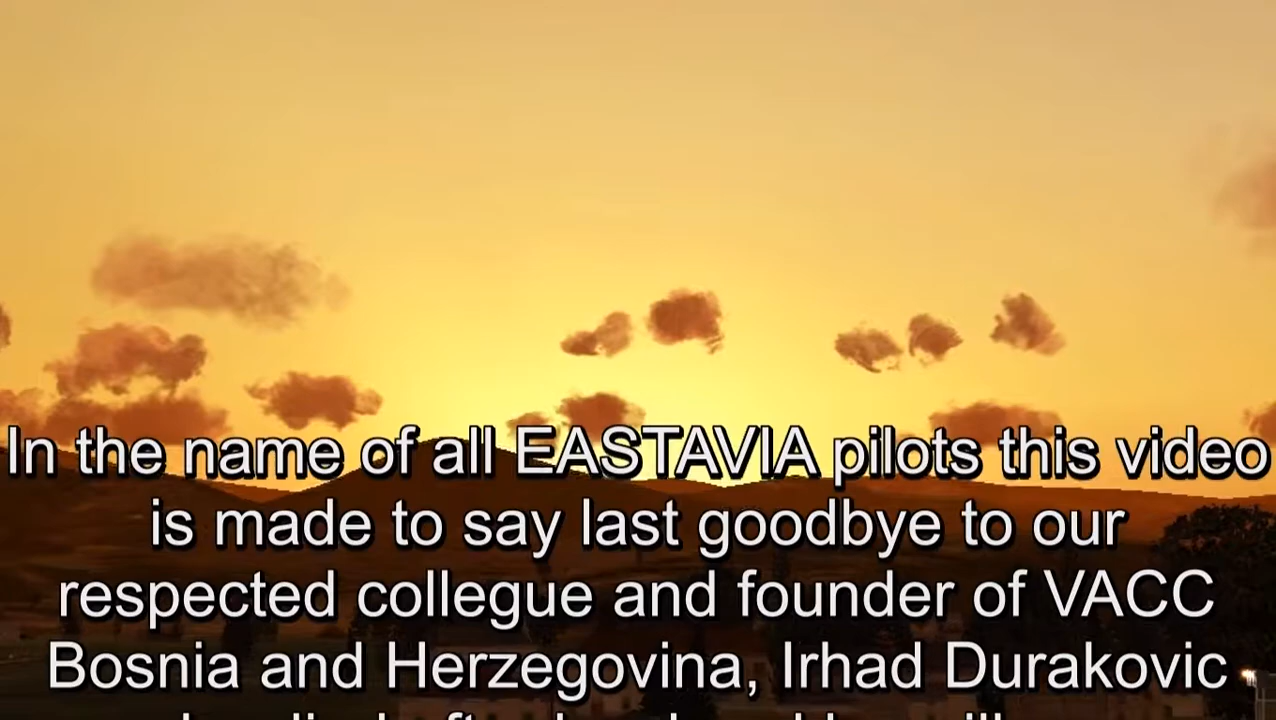 In the name of all EASTAVIA pilots this video
is made to say last goodbye to our
respected collegue and founder of VACC
Bosnia and Herzegovina, Irhad Durakovic